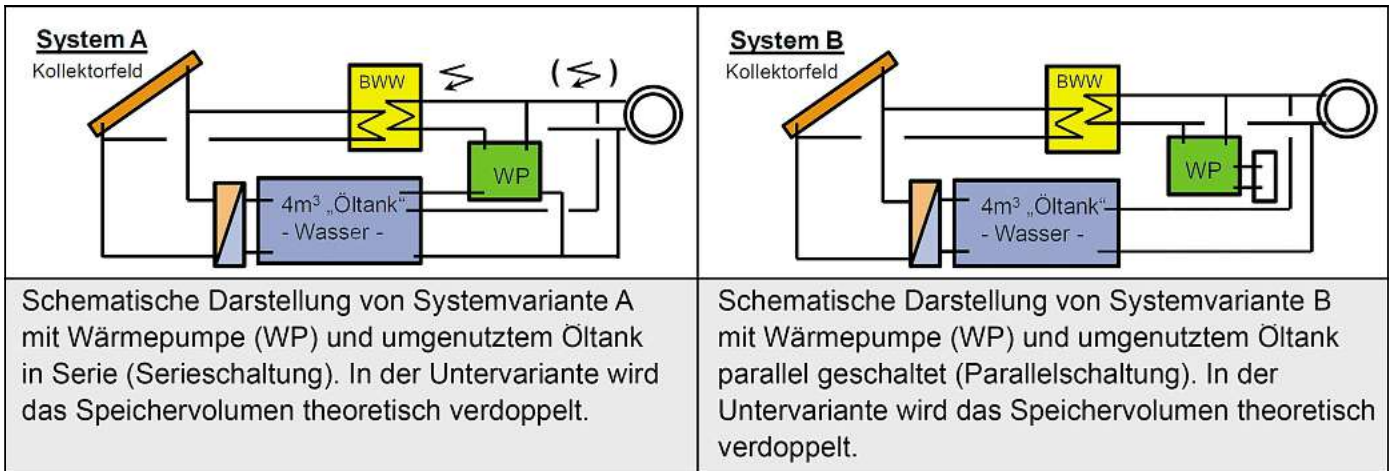 System A
Kollektorfeld
BWW
( )
WP
4m³ „Öltank“
- Wasser -
System B
Kollektorfeld
BWW
WP
4m³ „Öltank“
- Wasser -
Schematische Darstellung von Systemvariante A
mit Wärmepumpe (WP) und umgenutztem Öltank
in Serie (Serieschaltung). In der Untervariante wird
das Speichervolumen theoretisch verdoppelt.
Schematische Darstellung von Systemvariante B
mit Wärmepumpe (WP) und umgenutztem Öltank
parallel geschaltet (Parallelschaltung). In der
Untervariante wird das Speichervolumen theoretisch
verdoppelt.